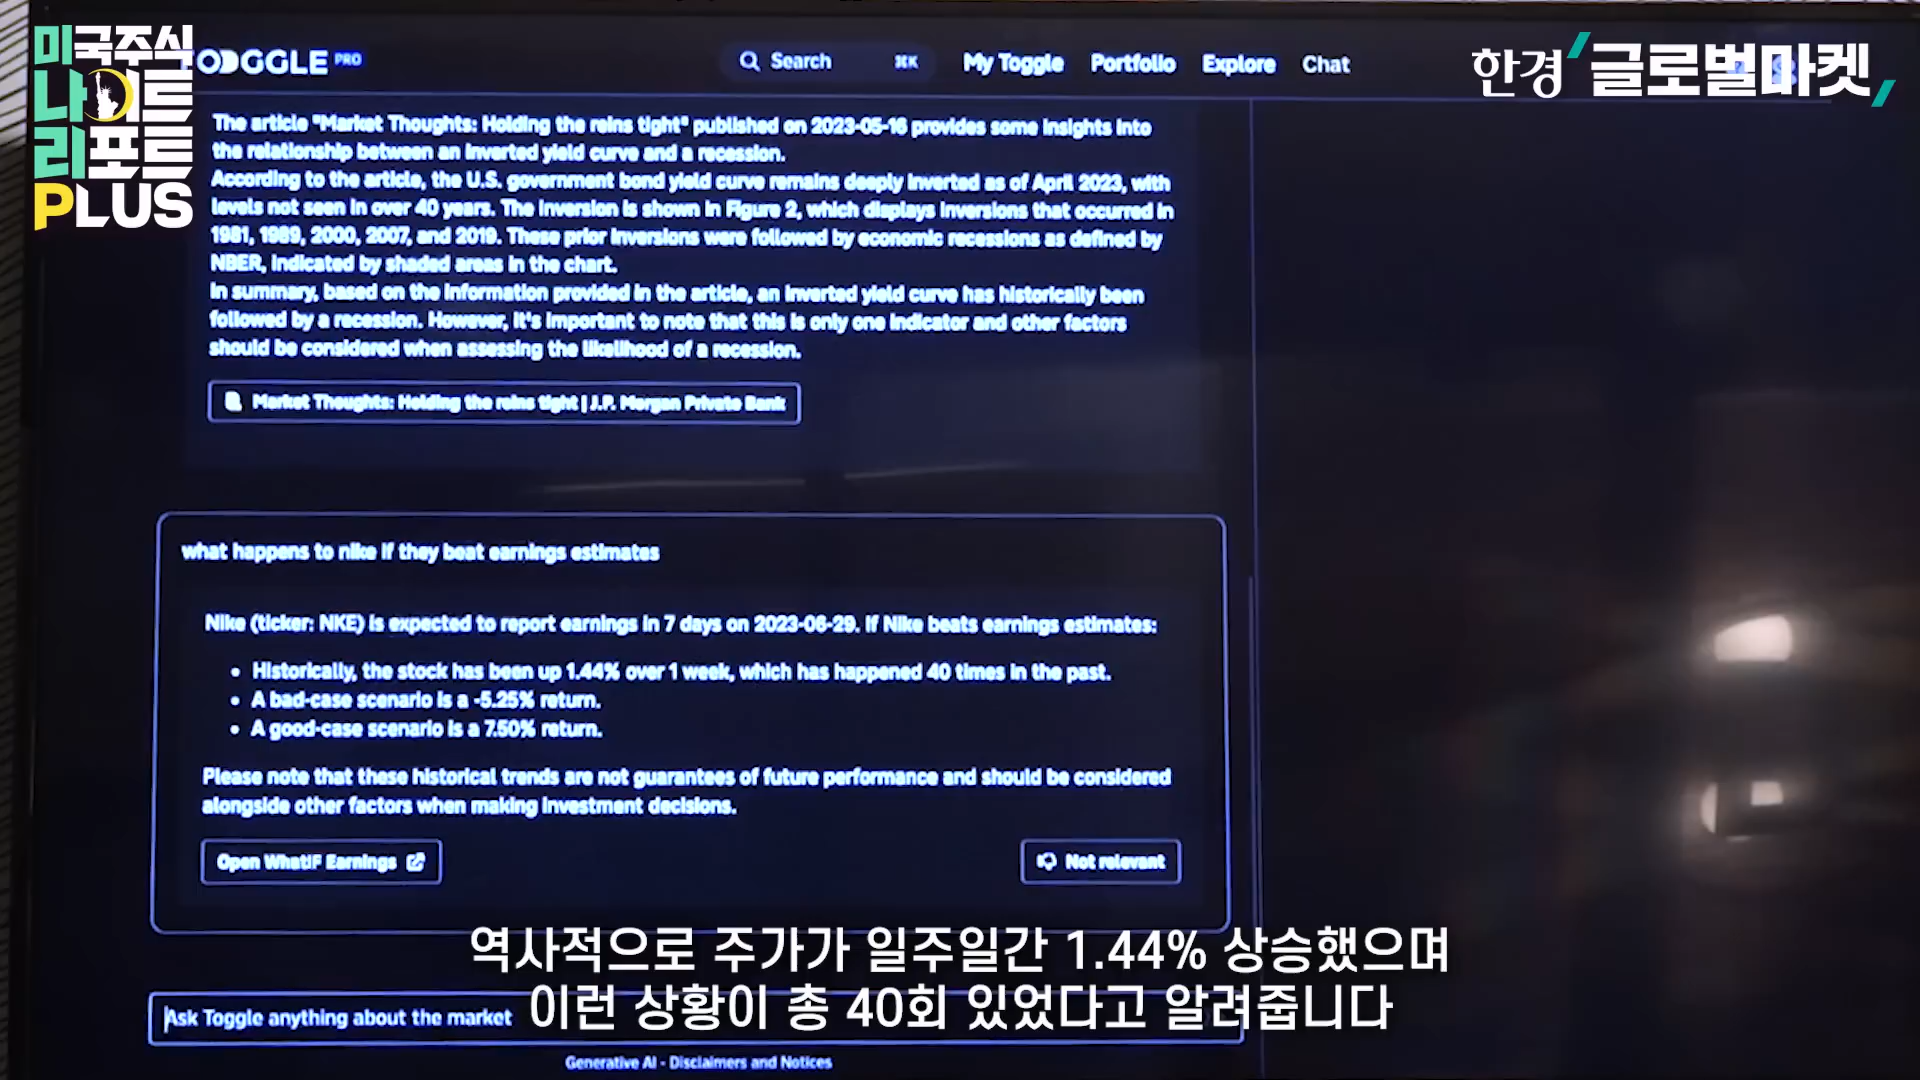 미국주식
나이트
리포트
PLUS
TOGGLE PRO
Search ⌘K
My Toggle
Portfolio
Explore
Chat
한경 글로벌마켓
The article "Market Thoughts: Holding the reins tight" published on 2023-05-16 provides some insights into
the relationship between an inverted yield curve and a recession.
According to the article, the U.S. government bond yield curve remains deeply inverted as of April 2023, with
levels not seen in over 40 years. The inversion is shown in Figure 2, which displays inversions that occurred in
1981, 1989, 2000, 2007, and 2019. These prior inversions were followed by economic recessions as defined by
NBER, indicated by shaded areas in the chart.
In summary, based on the information provided in the article, an inverted yield curve has historically been
followed by a recession. However, it's important to note that this is only one indicator and other factors
should be considered when assessing the likelihood of a recession.
Market Thoughts: Holding the reins tight | J.P. Morgan Private Bank
what happens to nike if they beat earnings estimates
Nike (ticker: NKE) is expected to report earnings in 7 days on 2023-06-29. If Nike beats earnings estimates:
• Historically, the stock has been up 1.44% over 1 week, which has happened 40 times in the past.
• A bad-case scenario is a -5.25% return.
• A good-case scenario is a 7.50% return.
Please note that these historical trends are not guarantees of future performance and should be considered
alongside other factors when making investment decisions.
Open WhatIF Earnings
Not relevant
역사적으로 주가가 일주일간 1.44% 상승했으며
이런 상황이 총 40회 있었다고 알려줍니다
Ask Toggle anything about the market
Generative AI - Disclaimers and Notices